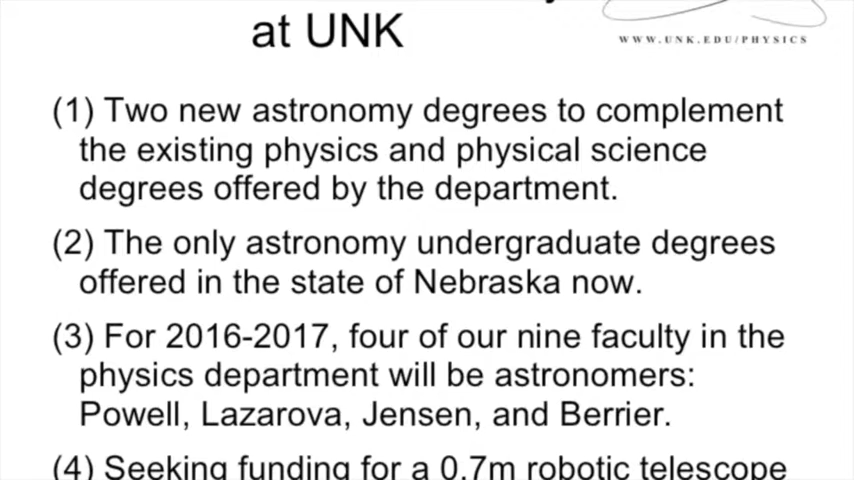 at UNK
WWW.UNK.EDU/PHYSICS
(1) Two new astronomy degrees to complement
the existing physics and physical science
degrees offered by the department.
(2) The only astronomy undergraduate degrees
offered in the state of Nebraska now.
(3) For 2016-2017, four of our nine faculty in the
physics department will be astronomers:
Powell, Lazarova, Jensen, and Berrier.
(4) Seeking funding for a 0.7m robotic telescope